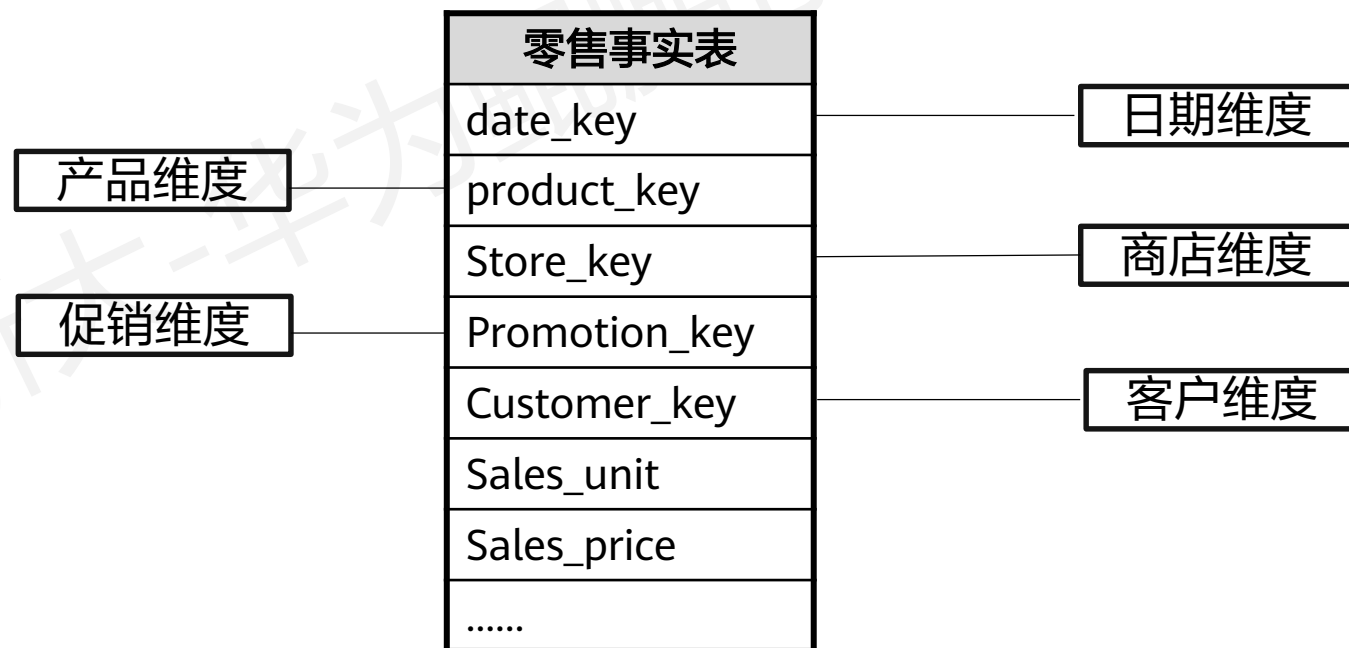 零售事实表
date_key
日期维度
产品维度
product_key
Store_key
商店维度
促销维度
Promotion_key
Customer_key
客户维度
Sales_unit
Sales_price
......